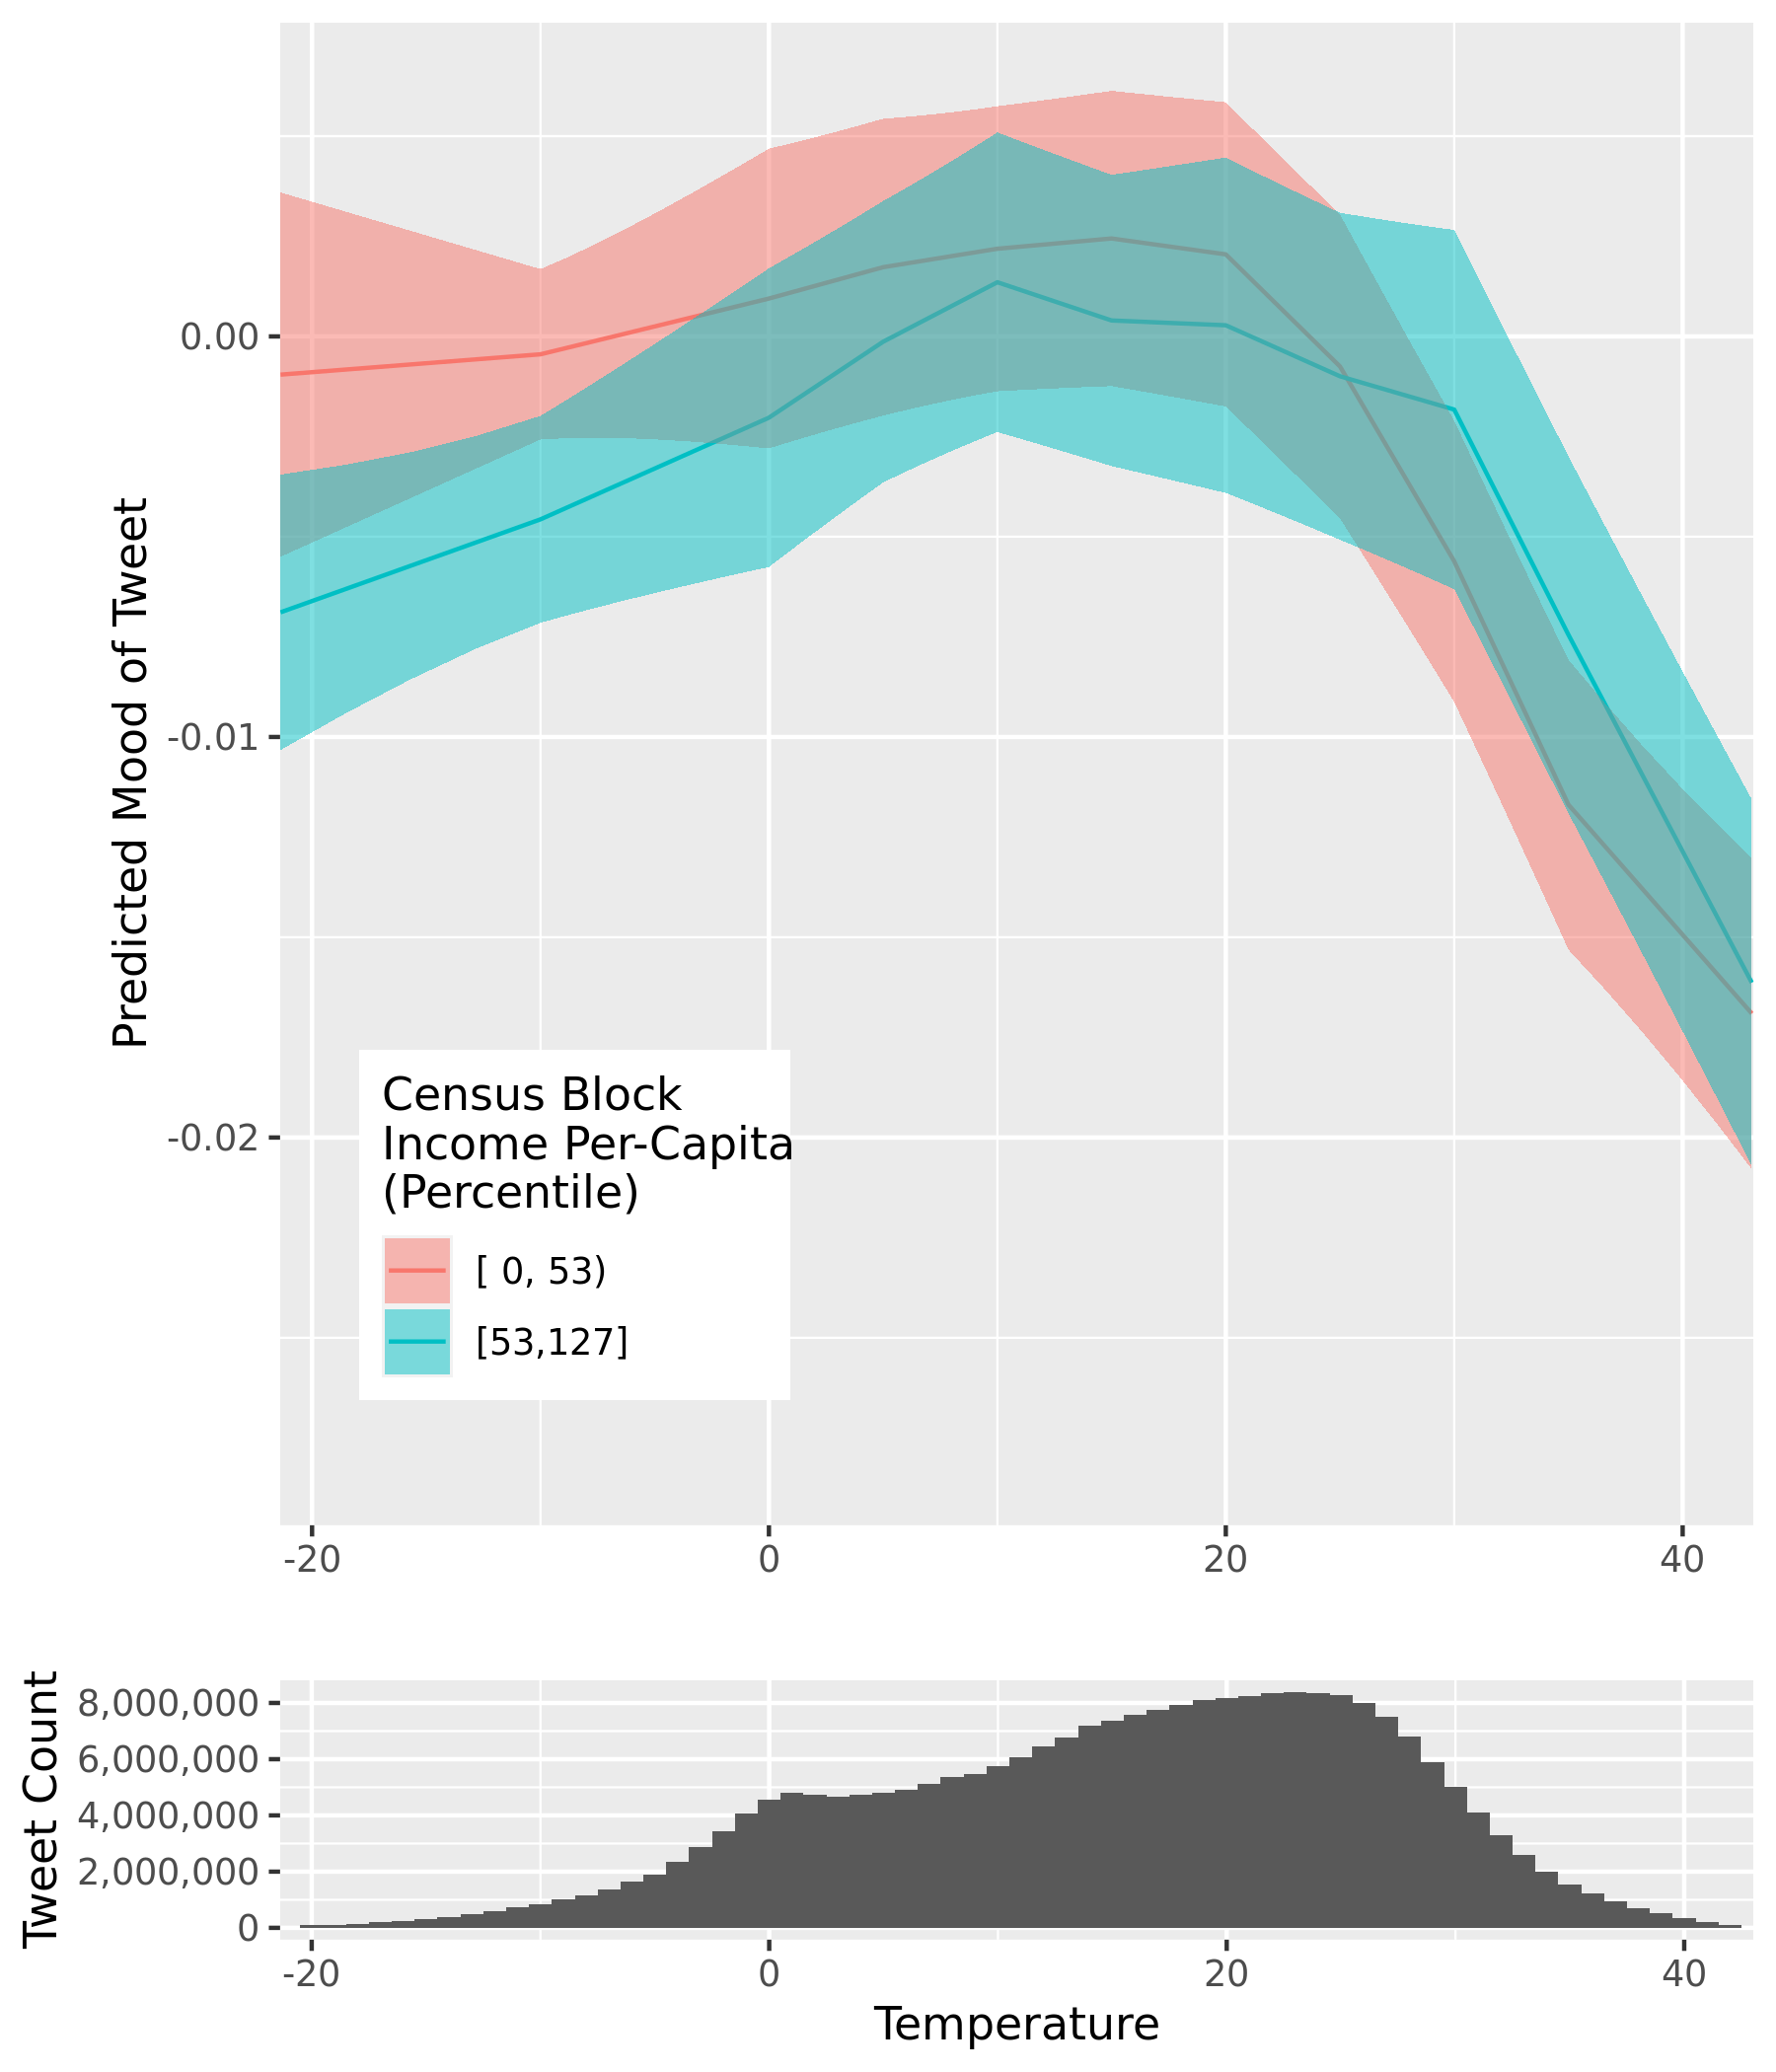 0.00
Predicted Mood of Tweet
-0.01
-0.02
Census Block
Income Per-Capita
(Percentile)
[ 0, 53)
[53,127]
-20 0 20 40
Tweet Count
8,000,000
6,000,000
4,000,000
2,000,000
0
-20 0 20 40
Temperature